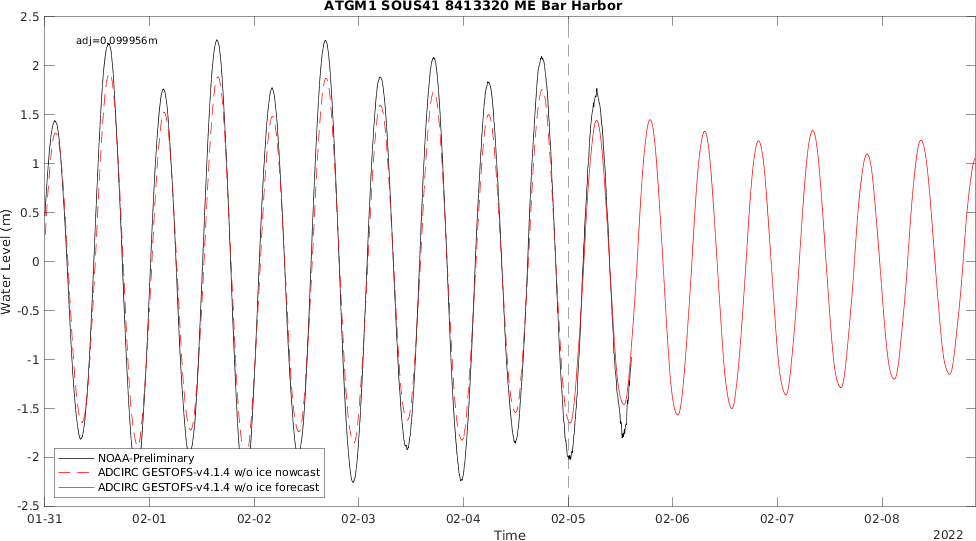 ATGM1 SOUS41 8413320 ME Bar Harbor
adj=0.099956m
2.5
2
1.5
1
0.5
0
-0.5
-1
-1.5
-2
-2.5
Water Level (m)
NOAA-Preliminary
ADCIRC GESTOFS-v4.1.4 w/o ice nowcast
ADCIRC GESTOFS-v4.1.4 w/o ice forecast
01-31 02-01 02-02 02-03 02-04 02-05 02-06 02-07 02-08
Time
2022